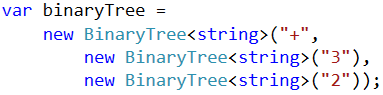 var binaryTree =
    new BinaryTree<string>("+",
        new BinaryTree<string>("3"),
        new BinaryTree<string>("2"));